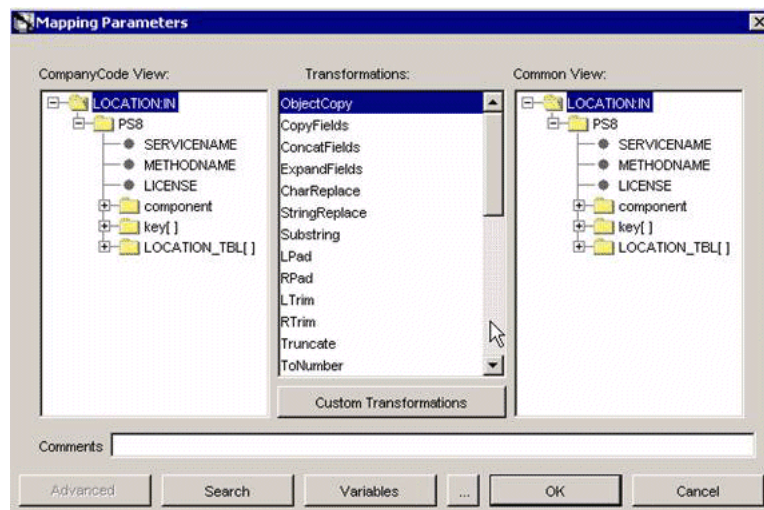 Mapping Parameters
CompanyCode View:
Transformations:
Common View:
LOCATION:IN
PS8
SERVICENAME
METHODNAME
LICENSE
component
key[ ]
LOCATION_TBL[ ]
ObjectCopy
CopyFields
ConcatFields
ExpandFields
CharReplace
StringReplace
Substring
LPad
RPad
LTrim
RTrim
Truncate
ToNumber
Custom Transformations
LOCATION:IN
PS8
SERVICENAME
METHODNAME
LICENSE
component
key[ ]
LOCATION_TBL[ ]
Comments
Advanced
Search
Variables
...
OK
Cancel